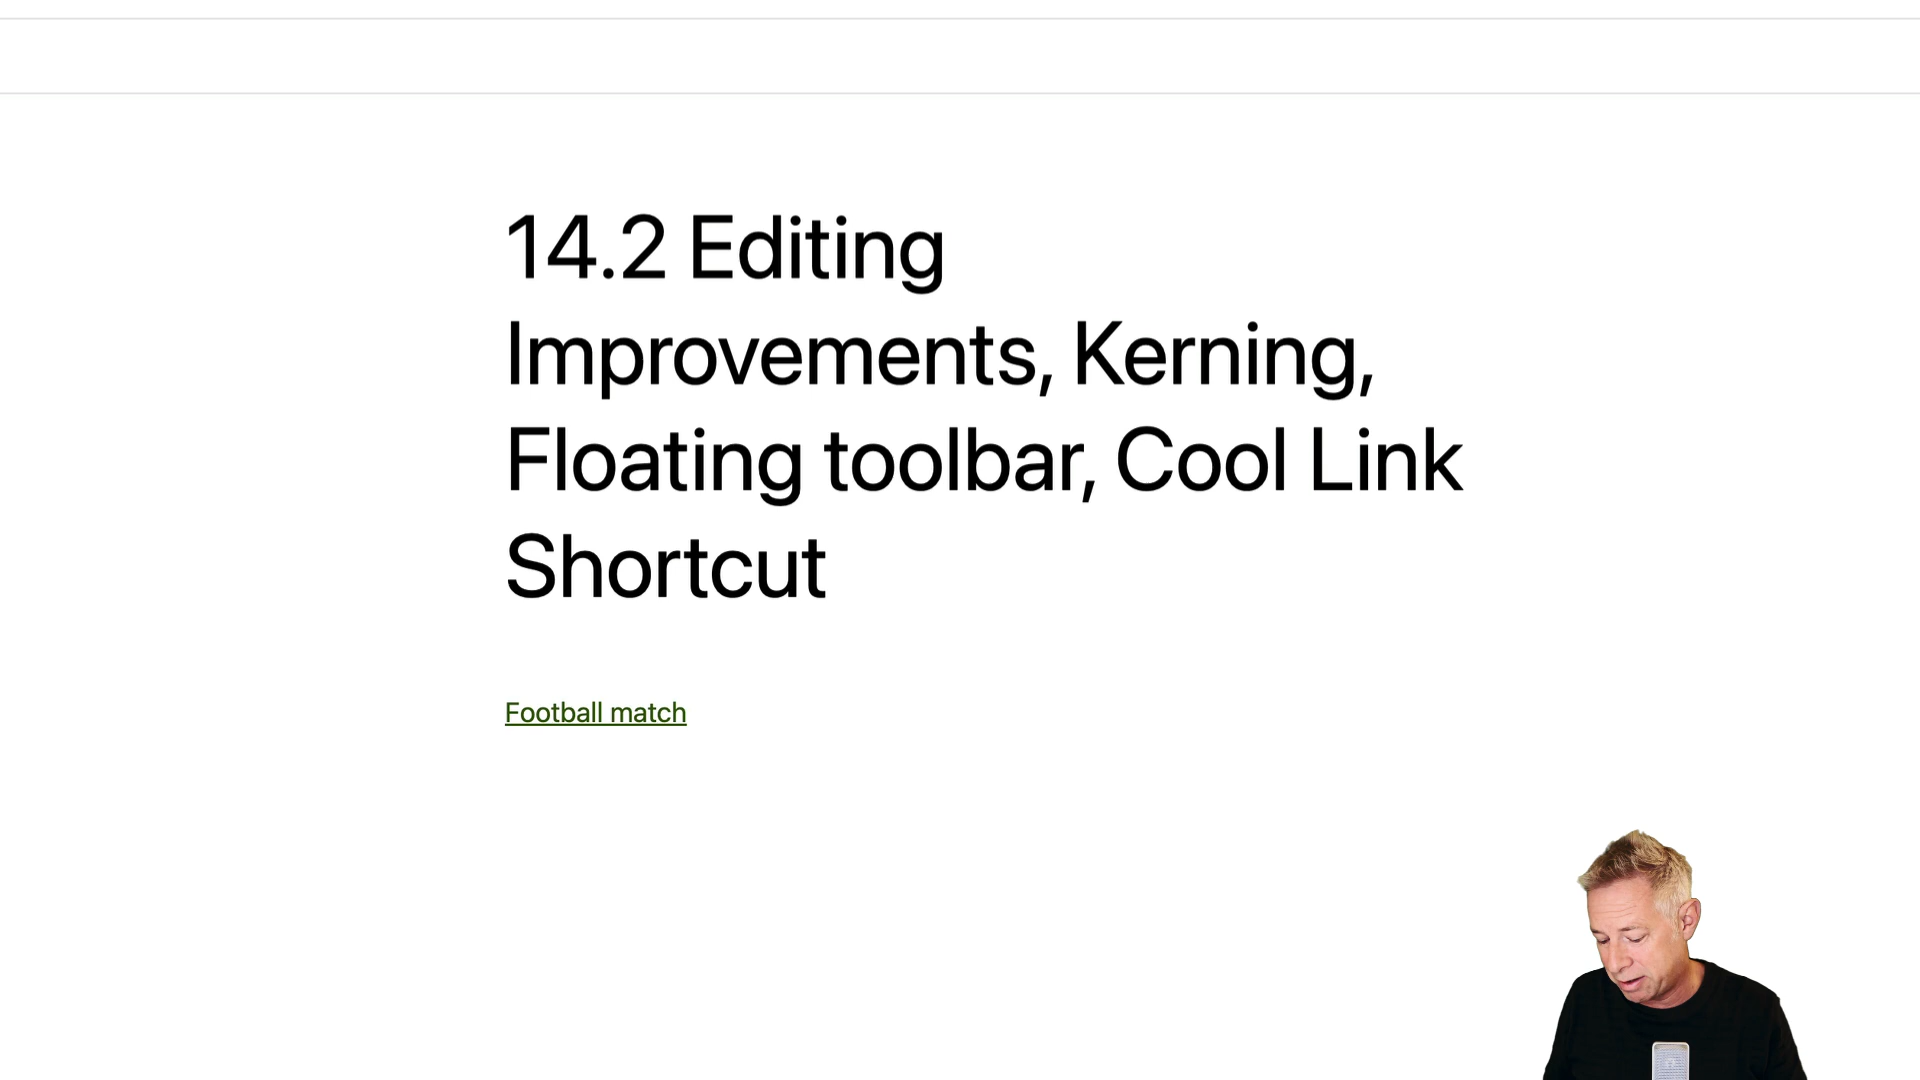 14.2 Editing
Improvements, Kerning,
Floating toolbar, Cool Link
Shortcut
Football match